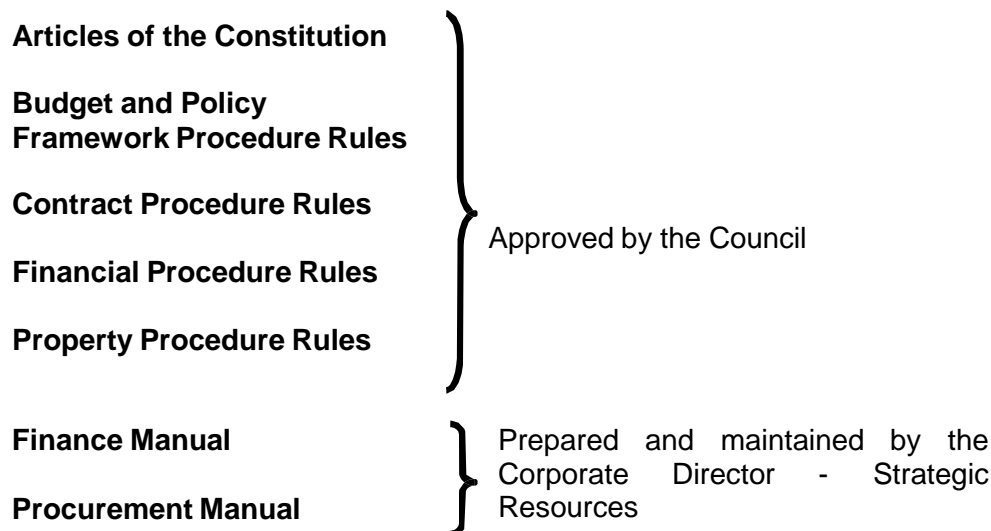 Articles of the Constitution
Budget and Policy
Framework Procedure Rules
Contract Procedure Rules
Approved by the Council
Financial Procedure Rules
Property Procedure Rules
Finance Manual
Procurement Manual
Prepared and maintained by the
Corporate Director - Strategic
Resources